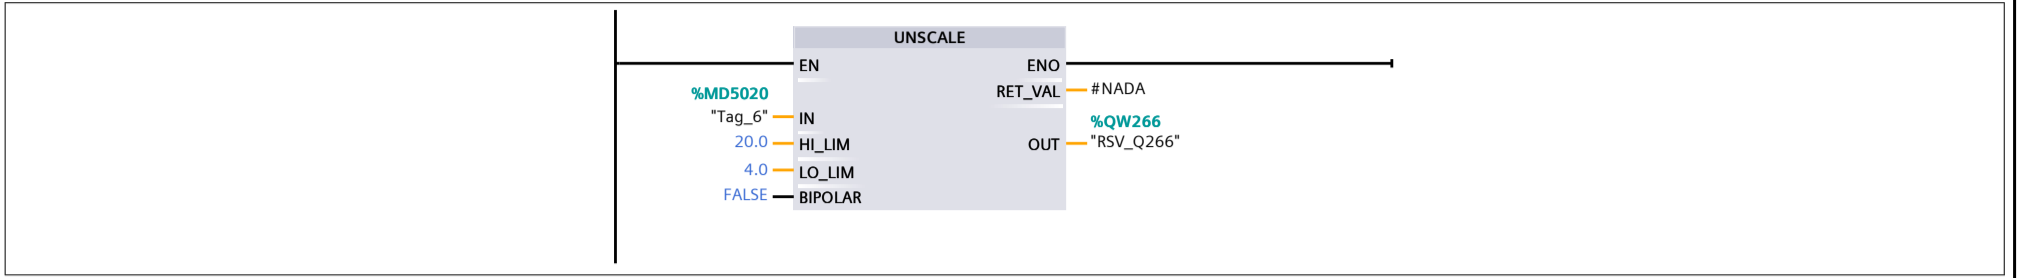 UNSCALE
EN ENO
RET_VAL #NADA
%MD5020
"Tag_6" IN
%QW266
20.0 HI_LIM OUT "RSV_Q266"
4.0 LO_LIM
FALSE BIPOLAR